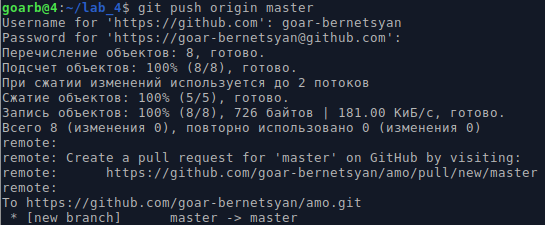 goarb@4:~/lab_4$ git push origin master
Username for 'https://github.com': goar-bernetsyan
Password for 'https://goar-bernetsyan@github.com':
Перечисление объектов: 8, готово.
Подсчет объектов: 100% (8/8), готово.
При сжатии изменений используется до 2 потоков
Сжатие объектов: 100% (5/5), готово.
Запись объектов: 100% (8/8), 726 байтов | 181.00 КиБ/с, готово.
Всего 8 (изменения 0), повторно использовано 0 (изменения 0)
remote:
remote: Create a pull request for 'master' on GitHub by visiting:
remote:      https://github.com/goar-bernetsyan/amo/pull/new/master
remote:
To https://github.com/goar-bernetsyan/amo.git
 * [new branch]      master -> master